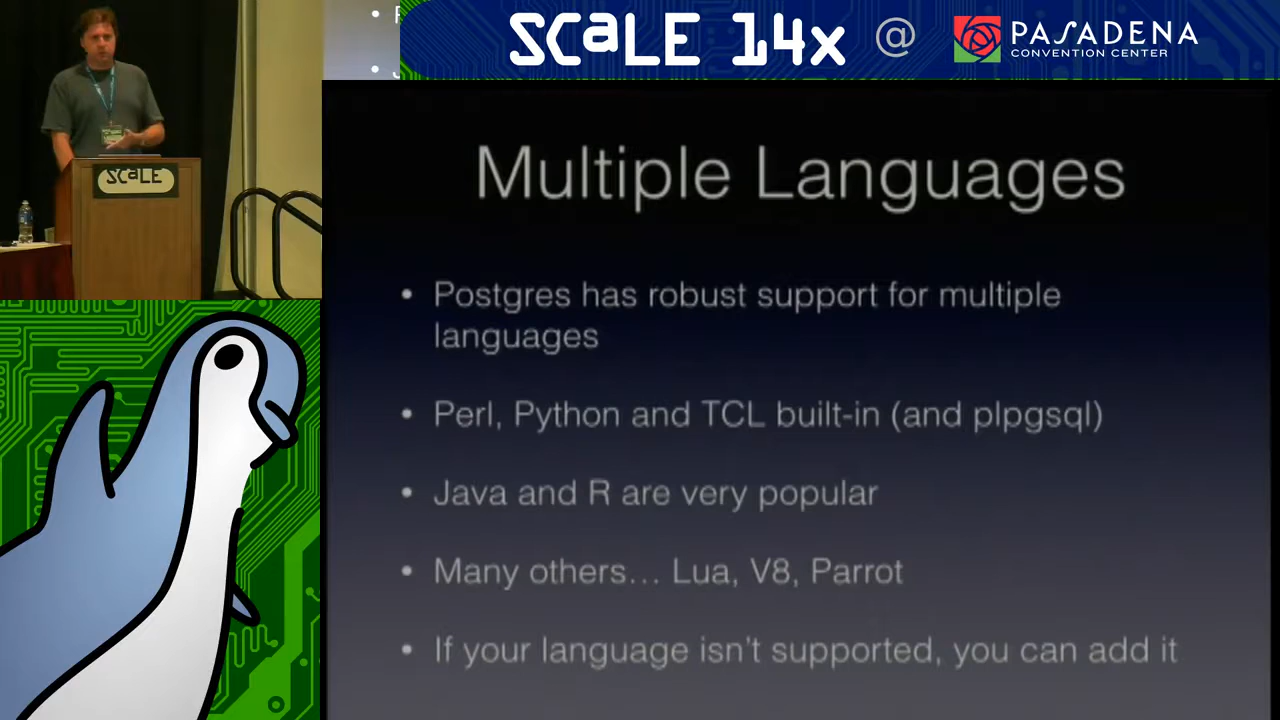 SCaLE 14x @ PASADENA
CONVENTION CENTER
SCaLE
Multiple Languages
• Postgres has robust support for multiple
languages
• Perl, Python and TCL built-in (and plpgsql)
• Java and R are very popular
• Many others... Lua, V8, Parrot
• If your language isn't supported, you can add it